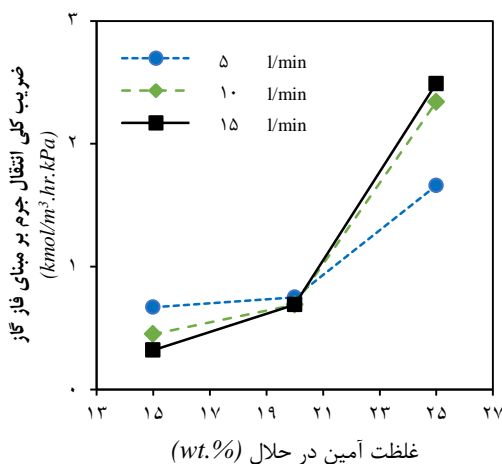 ضریب کلی انتقال جرم بر مبنای فاز گاز
(kmol/m³.hr.kPa)
۳
۲
۱
۰
۵ l/min
۱۰ l/min
۱۵ l/min
۱۳ ۱۵ ۱۷ ۱۹ ۲۱ ۲۳ ۲۵ ۲۷
غلظت آمین در حلال (wt.%)